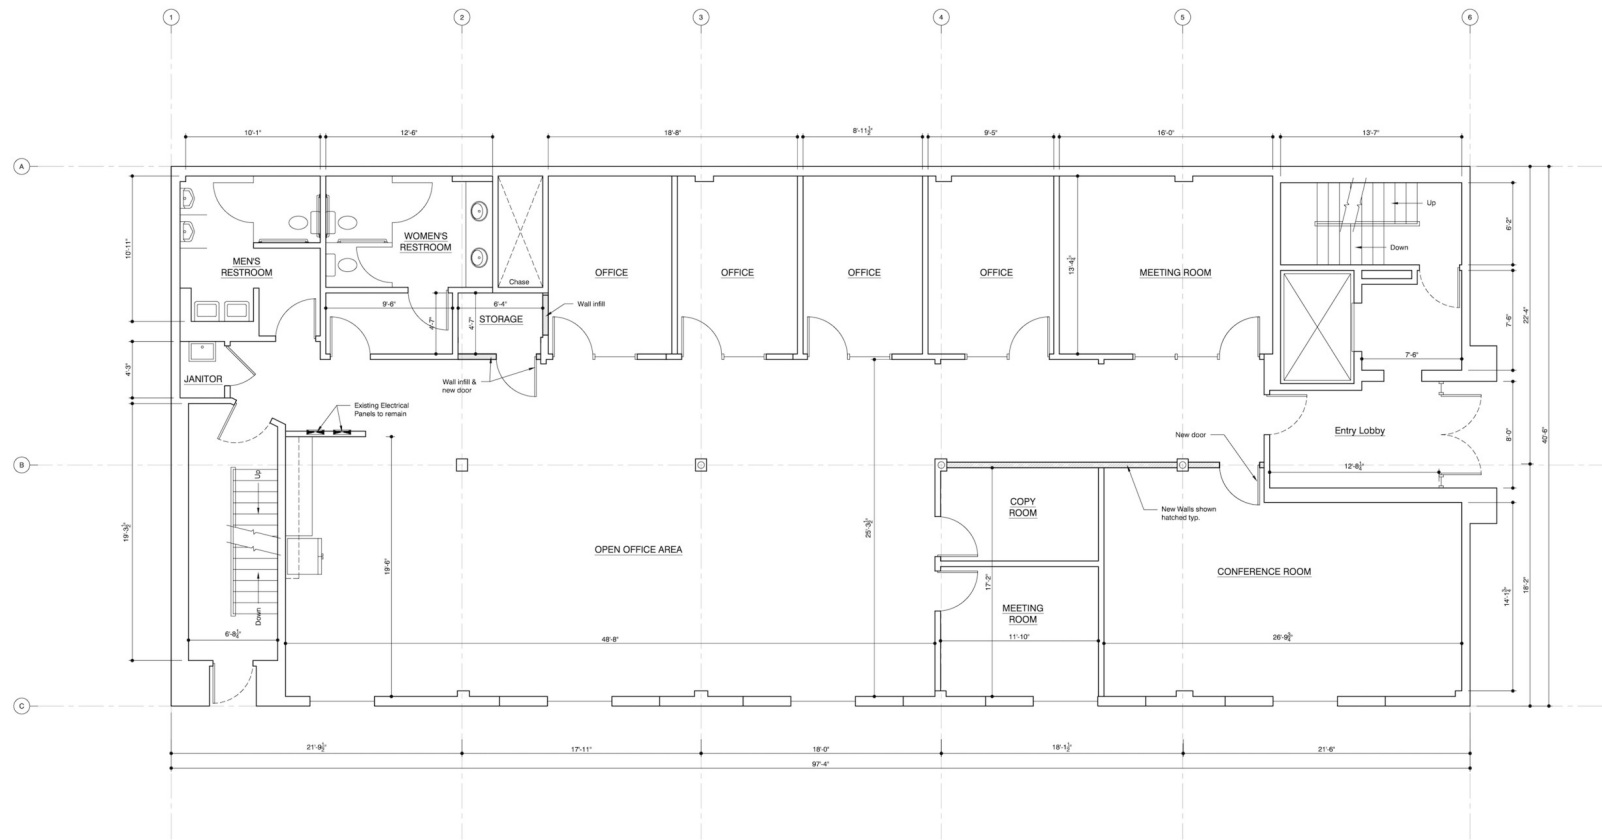 1 2 3 4 5 6
10'-1" 12'-6" 18'-8" 8'-11½" 9'-5" 16'-0" 13'-7"
A
Up
6'-2"
WOMEN'S
RESTROOM
10'-11"
Down
MEN'S
RESTROOM
13'-4½"
OFFICE OFFICE OFFICE OFFICE MEETING ROOM
Chase
9'-6" 6'-4" Wall infill
4'-7" 4'-7"
STORAGE
22'-4"
7'-6"
7'-6"
4'-3"
JANITOR
Wall infill &
new door
Existing Electrical
Panels to remain
Entry Lobby
New door
8'-0"
40'-6"
B
12'-8¼"
Up
COPY
ROOM
New Walls shown
hatched typ.
19'-3½"
25'-3½"
OPEN OFFICE AREA
19'-6"
CONFERENCE ROOM
17'-2"
18'-2"
Down
MEETING
ROOM
6'-8¾"
48'-8"
11'-10"
26'-9¾"
C
21'-9½" 17'-11" 18'-0" 18'-1½" 21'-6"
97'-4"